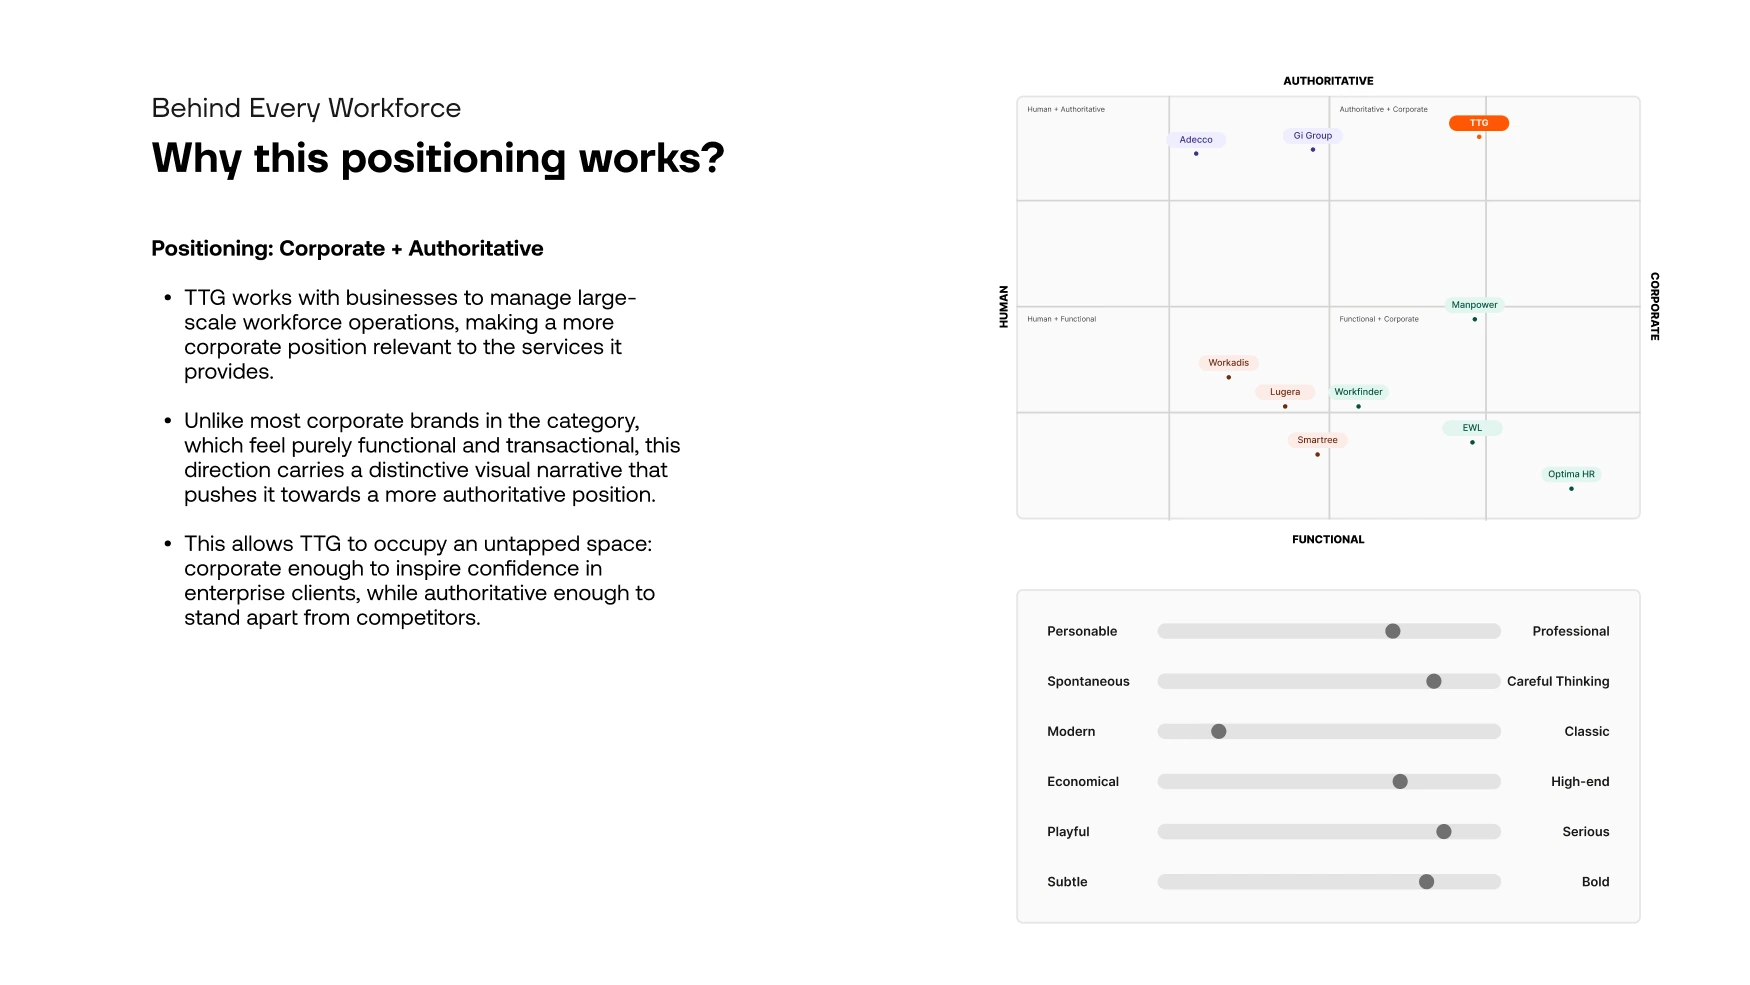 Behind Every Workforce
Why this positioning works?
Positioning: Corporate + Authoritative
• TTG works with businesses to manage large-
scale workforce operations, making a more
corporate position relevant to the services it
provides.
• Unlike most corporate brands in the category,
which feel purely functional and transactional, this
direction carries a distinctive visual narrative that
pushes it towards a more authoritative position.
• This allows TTG to occupy an untapped space:
corporate enough to inspire confidence in
enterprise clients, while authoritative enough to
stand apart from competitors.
AUTHORITATIVE
Human + Authoritative
Authoritative + Corporate
TTG
Adecco
Gi Group
HUMAN
CORPORATE
Manpower
Human + Functional
Functional + Corporate
Workadis
Lugera
Workfinder
EWL
Smartree
Optima HR
FUNCTIONAL
Personable Professional
Spontaneous Careful Thinking
Modern Classic
Economical High-end
Playful Serious
Subtle Bold